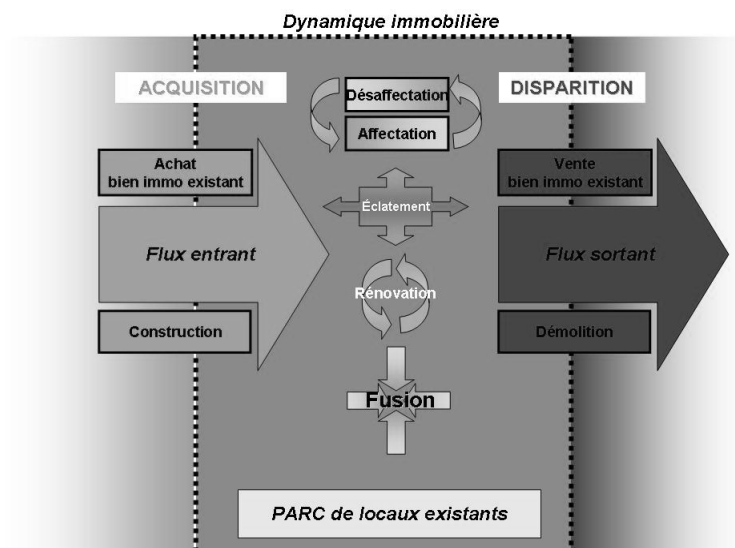 Dynamique immobilière
ACQUISITION
Désaffectation
Affectation
DISPARITION
Achat
bien immo existant
Vente
bien immo existant
Éclatement
Flux entrant
Flux sortant
Rénovation
Construction
Démolition
Fusion
PARC de locaux existants